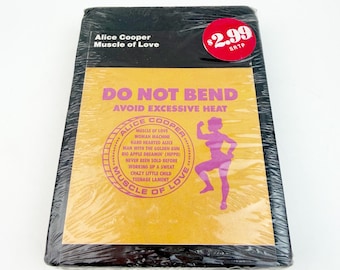 Alice Cooper
Muscle of Love
$2.99
DO NOT BEND
AVOID EXCESSIVE HEAT
ALICE COOPER
MUSCLE OF LOVE
WOMAN MACHINE
HARD HEARTED ALICE
MAN WITH THE GOLDEN GUN
BIG APPLE DREAMIN' (HIPPO)
NEVER BEEN SOLD BEFORE
WORKING UP A SWEAT
CRAZY LITTLE CHILD
TEENAGE LAMENT
MUSCLE OF LOVE